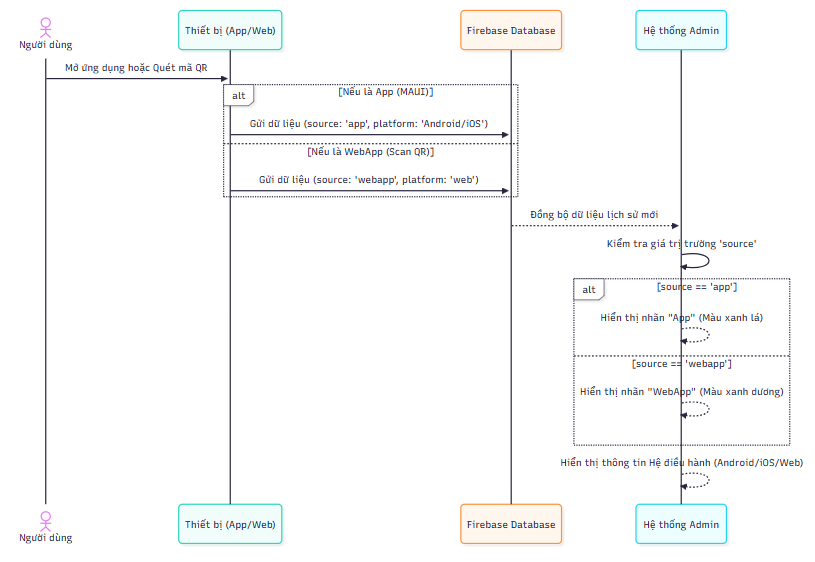 Người dùng
Thiết bị (App/Web)
Firebase Database
Hệ thống Admin
Mở ứng dụng hoặc Quét mã QR
alt
[Nếu là App (MAUI)]
Gửi dữ liệu (source: 'app', platform: 'Android/iOS')
[Nếu là WebApp (Scan QR)]
Gửi dữ liệu (source: 'webapp', platform: 'web')
Đồng bộ dữ liệu lịch sử mới
Kiểm tra giá trị trường 'source'
alt
[source == 'app']
Hiển thị nhãn "App" (Màu xanh lá)
[source == 'webapp']
Hiển thị nhãn "WebApp" (Màu xanh dương)
Hiển thị thông tin Hệ điều hành (Android/iOS/Web)
Người dùng
Thiết bị (App/Web)
Firebase Database
Hệ thống Admin